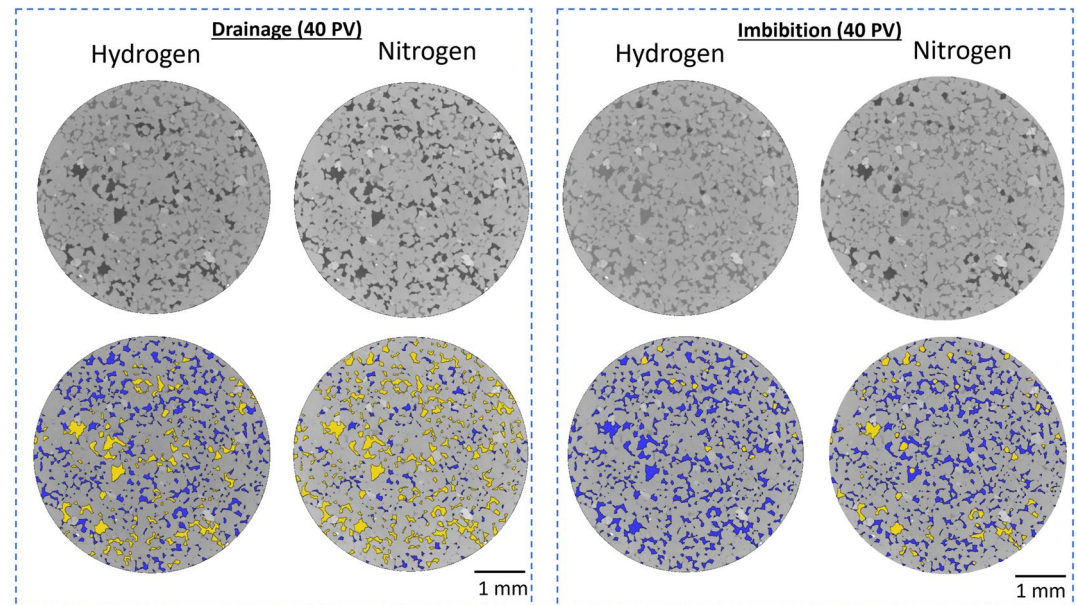 Drainage (40 PV)
Hydrogen
Nitrogen
1 mm
Imbibition (40 PV)
Hydrogen
Nitrogen
1 mm